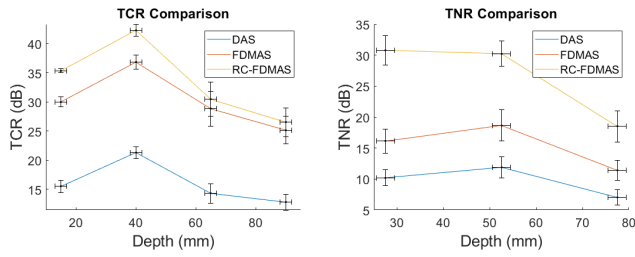 TCR Comparison
TCR (dB)
40
35
30
25
20
15
20
40
60
80
Depth (mm)
DAS
FDMAS
RC-FDMAS
TNR Comparison
TNR (dB)
35
30
25
20
15
10
5
30
40
50
60
70
80
Depth (mm)
DAS
FDMAS
RC-FDMAS